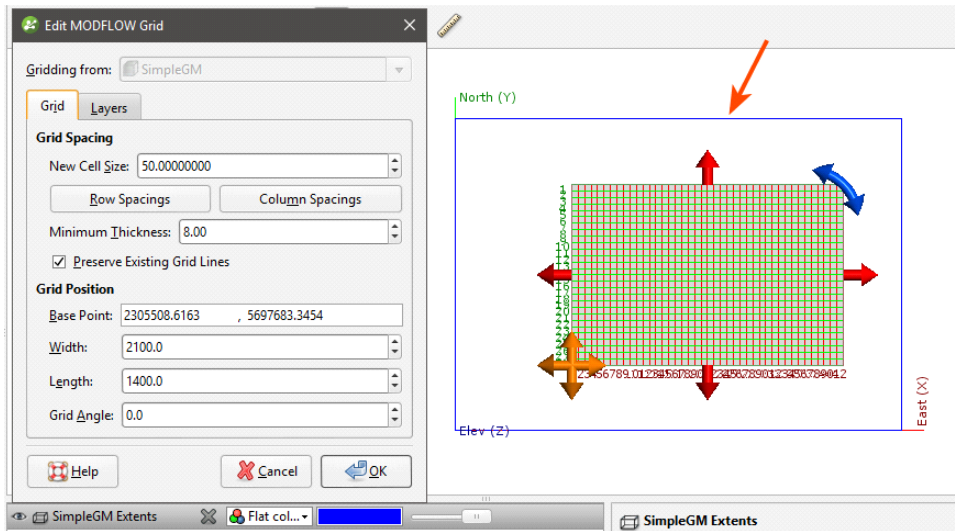 Edit MODFLOW Grid
Gridding from: SimpleGM
Grid Layers
Grid Spacing
New Cell Size: 50.00000000
Row Spacings Column Spacings
Minimum Thickness: 8.00
Preserve Existing Grid Lines
Grid Position
Base Point: 2305508.6163 , 5697683.3454
Width: 2100.0
Length: 1400.0
Grid Angle: 0.0
Help Cancel OK
SimpleGM Extents Flat col...
North (Y)
Elev (Z)
East (X)
SimpleGM Extents